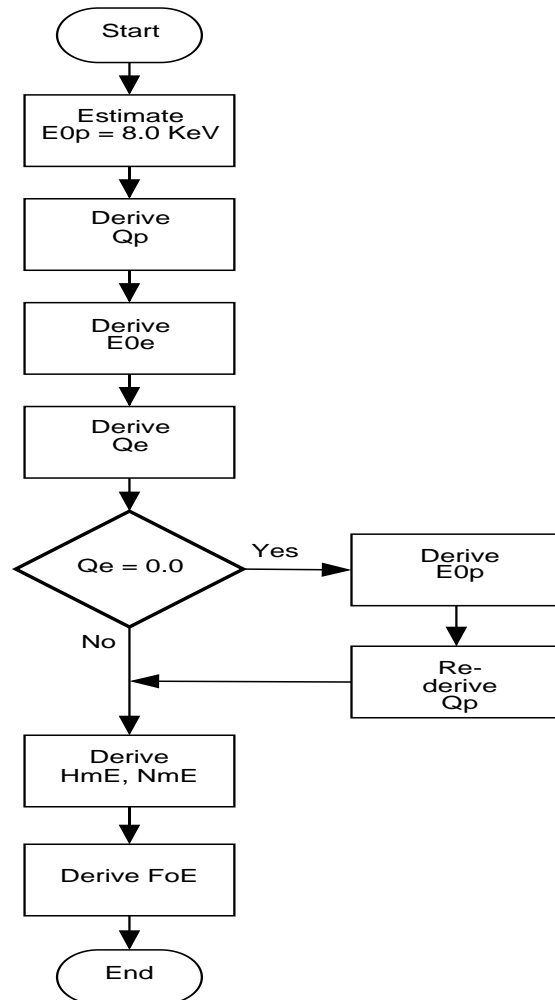 Start
Estimate
E0p = 8.0 KeV
Derive
Qp
Derive
E0e
Derive
Qe
Qe = 0.0
Yes
Derive
E0p
No
Re-
derive
Qp
Derive
HmE, NmE
Derive FoE
End